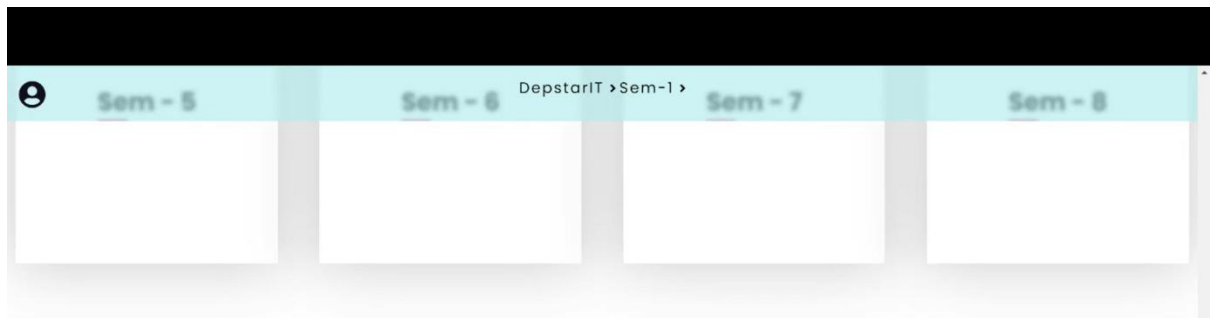 DepstarIT › Sem-1 ›
Sem - 5
Sem - 6
Sem - 7
Sem - 8